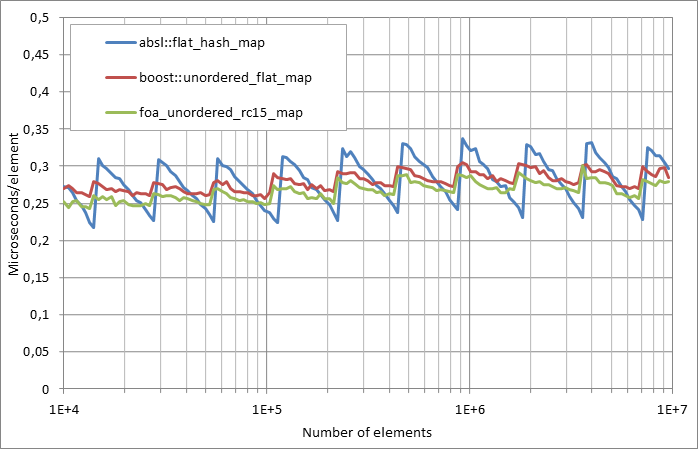 0,5
0,45
0,4
0,35
0,3
0,25
0,2
0,15
0,1
0,05
0
Microseconds/element
absl::flat_hash_map
boost::unordered_flat_map
foa_unordered_rc15_map
1E+4 1E+5 1E+6 1E+7
Number of elements